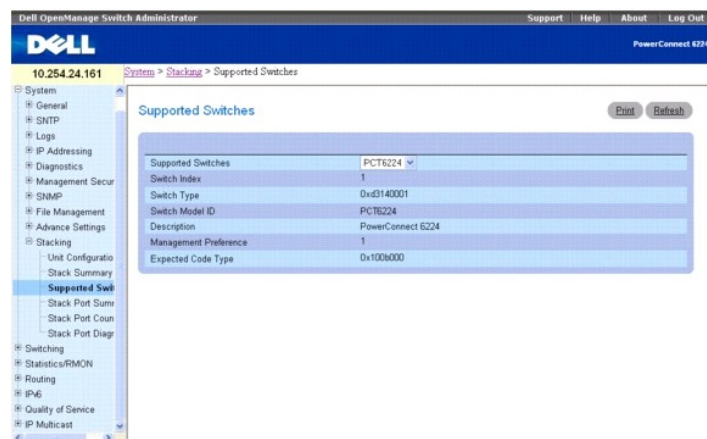 Dell OpenManage Switch Administrator
Support Help About Log Out
DELL
PowerConnect 6224
10.254.24.161
System > Stacking > Supported Switches
System
General
SNTP
Logs
IP Addressing
Diagnostics
Management Secur
SNMP
File Management
Advance Settings
Stacking
Unit Configuratio
Stack Summary
Supported Swit
Stack Port Summ
Stack Port Coun
Stack Port Diagr
Switching
Statistics/RMON
Routing
IPv6
Quality of Service
IP Multicast
Supported Switches
Print Refresh
Supported Switches PCT6224
Switch Index 1
Switch Type 0xd3140001
Switch Model ID PCT6224
Description PowerConnect 6224
Management Preference 1
Expected Code Type 0x100b000